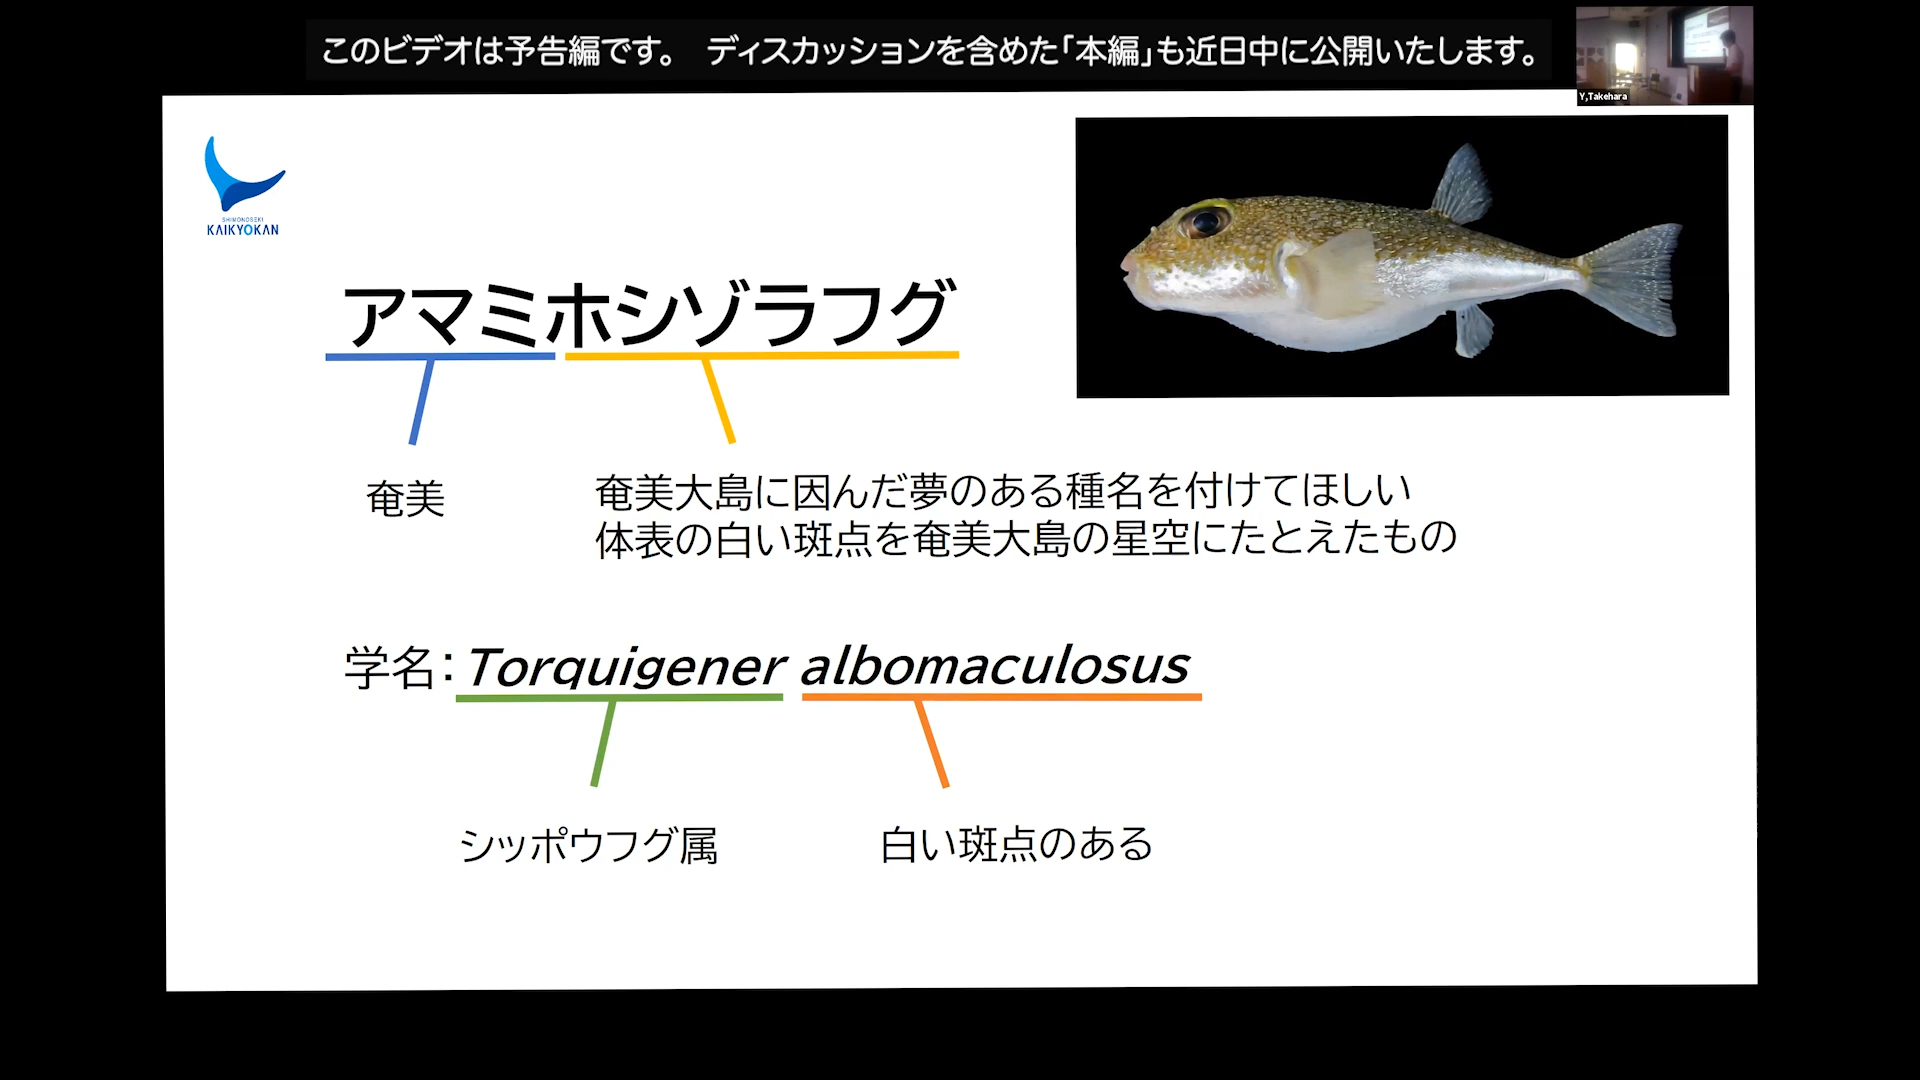 このビデオは予告編です。 ディスカッションを含めた「本編」も近日中に公開いたします。
Y,Takehara
SHIMONOSEKI
KAIKYOKAN
アマミホシゾラフグ
奄美
奄美大島に因んだ夢のある種名を付けてほしい
体表の白い斑点を奄美大島の星空にたとえたもの
学名：Torquigener albomaculosus
シッポウフグ属
白い斑点のある